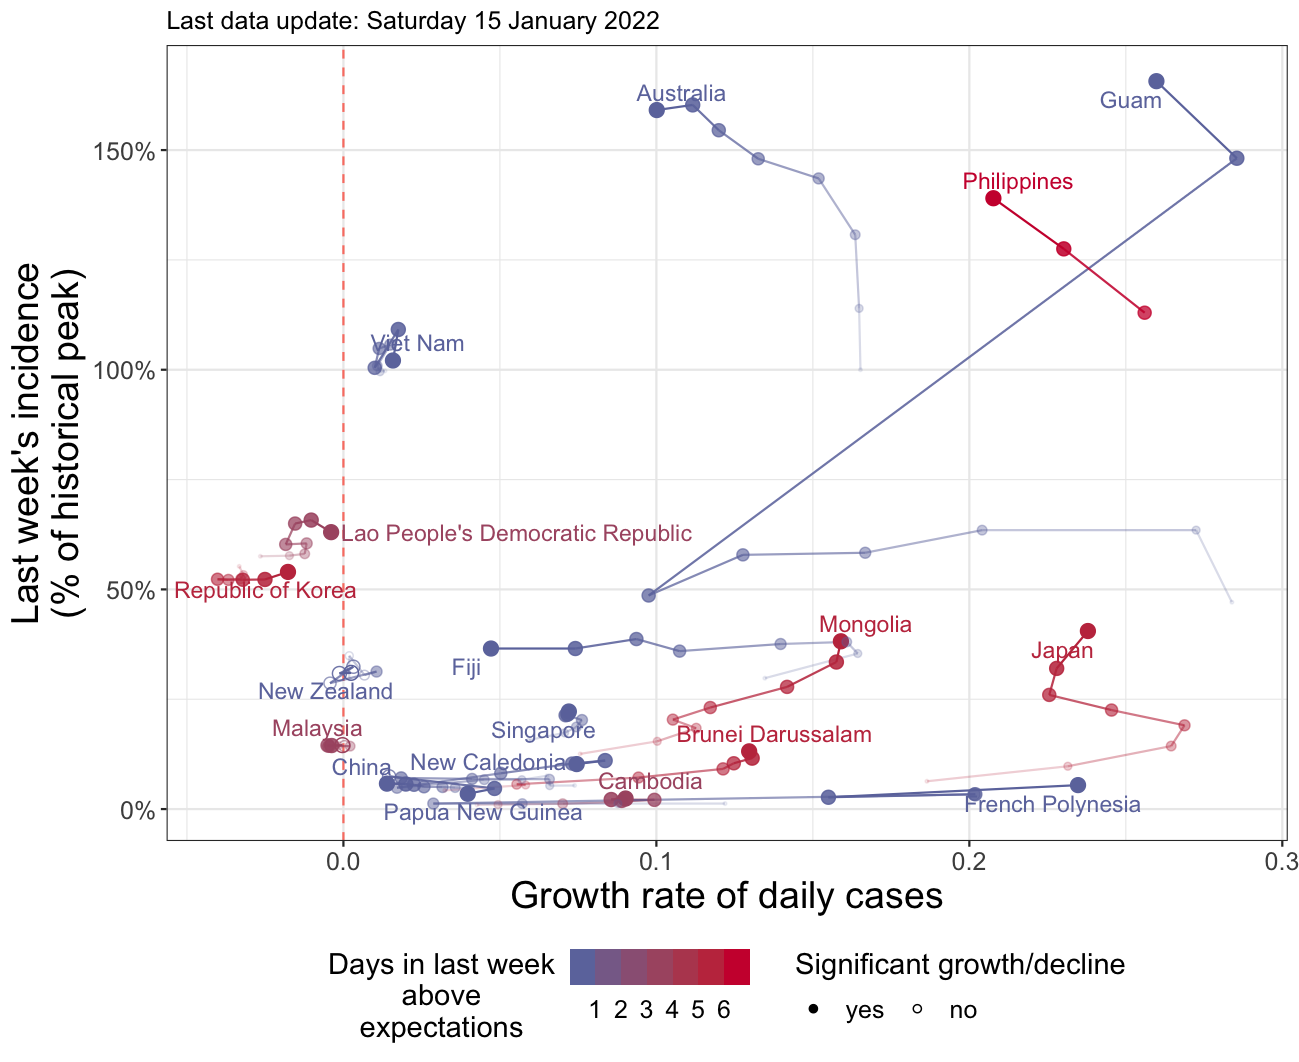 Last data update: Saturday 15 January 2022
Last week's incidence
(% of historical peak)
150%
100%
50%
0%
Australia
Guam
Philippines
Viet Nam
Lao People's Democratic Republic
Republic of Korea
Mongolia
Japan
Fiji
New Zealand
Malaysia
Singapore
Brunei Darussalam
China
New Caledonia
Cambodia
Papua New Guinea
French Polynesia
0.0
0.1
0.2
0.3
Growth rate of daily cases
Days in last week
above
expectations
1 2 3 4 5 6
Significant growth/decline
yes
no